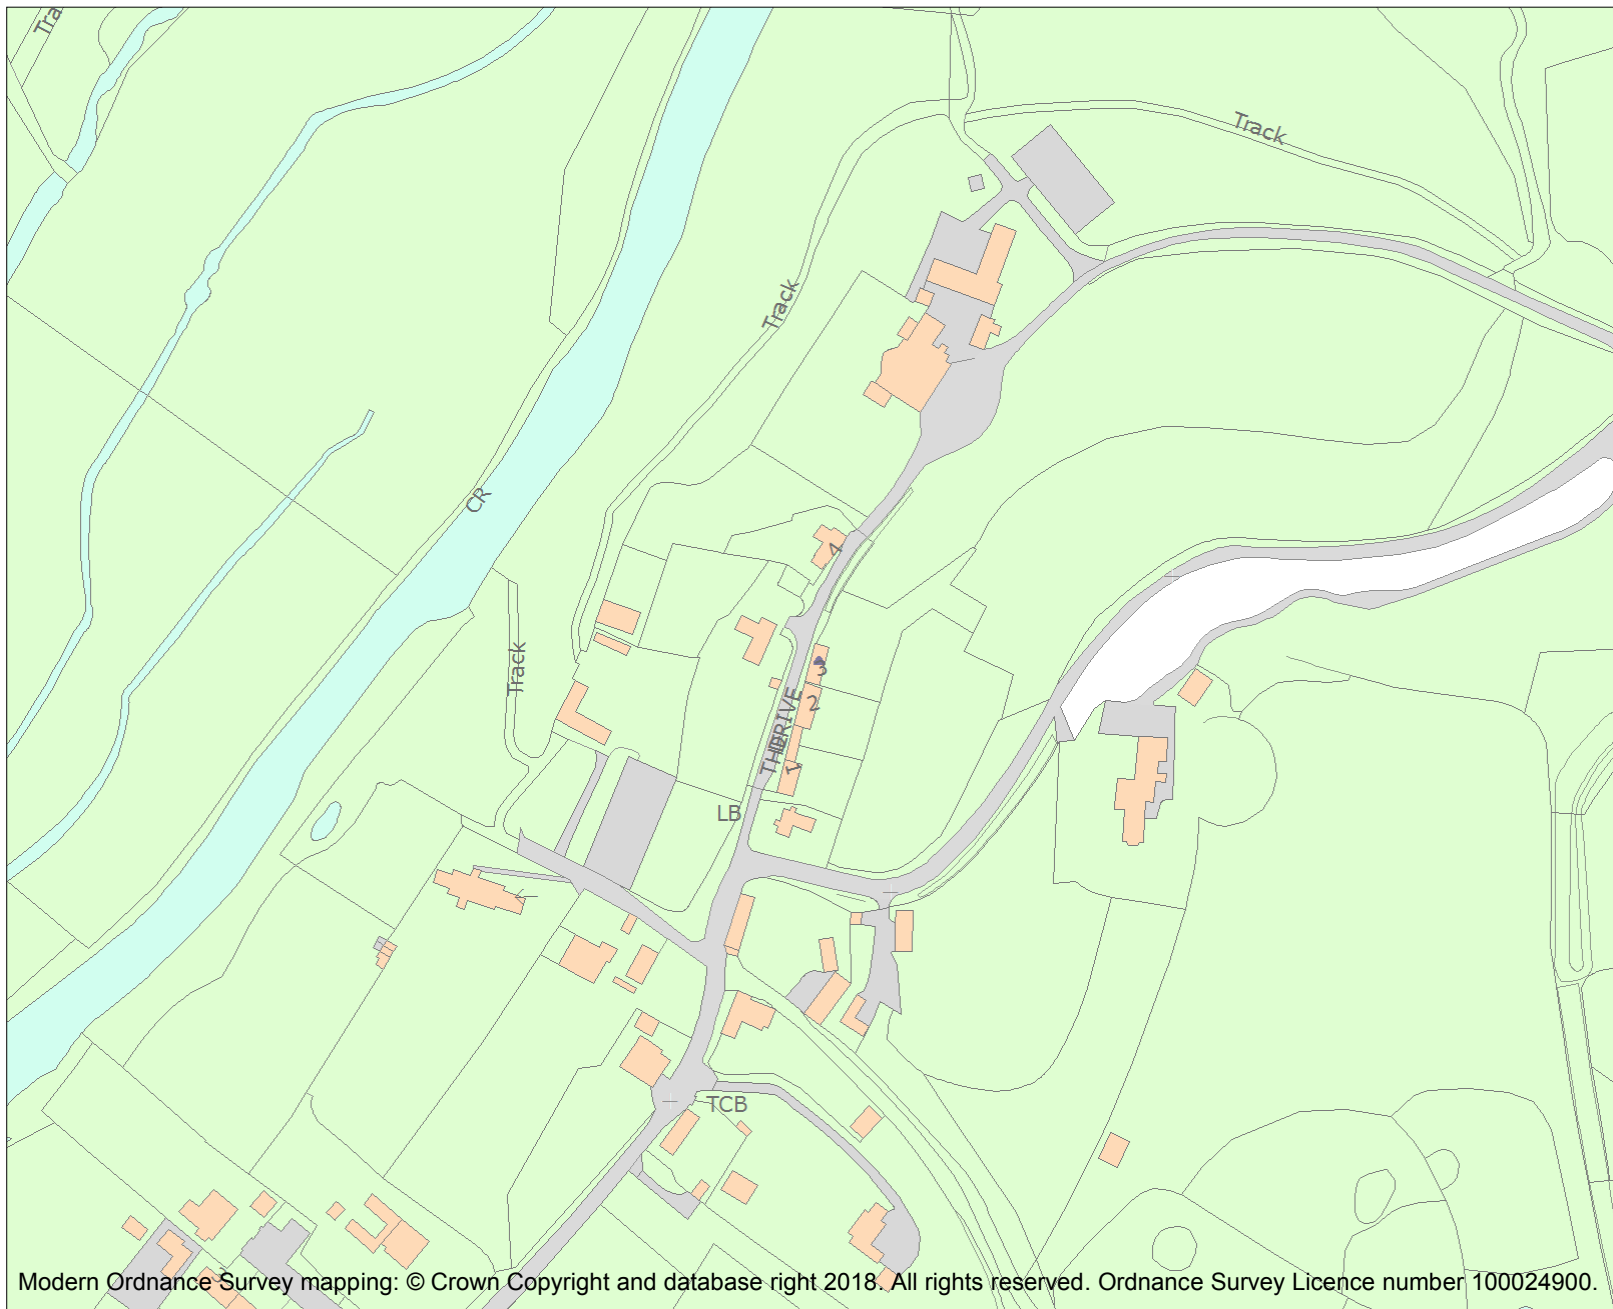 Tra
Track
Track
CR
4
Track
3
2
THE DRIVE
1
LB
TCB
Modern Ordnance Survey mapping: © Crown Copyright and database right 2018. All rights reserved. Ordnance Survey Licence number 100024900.